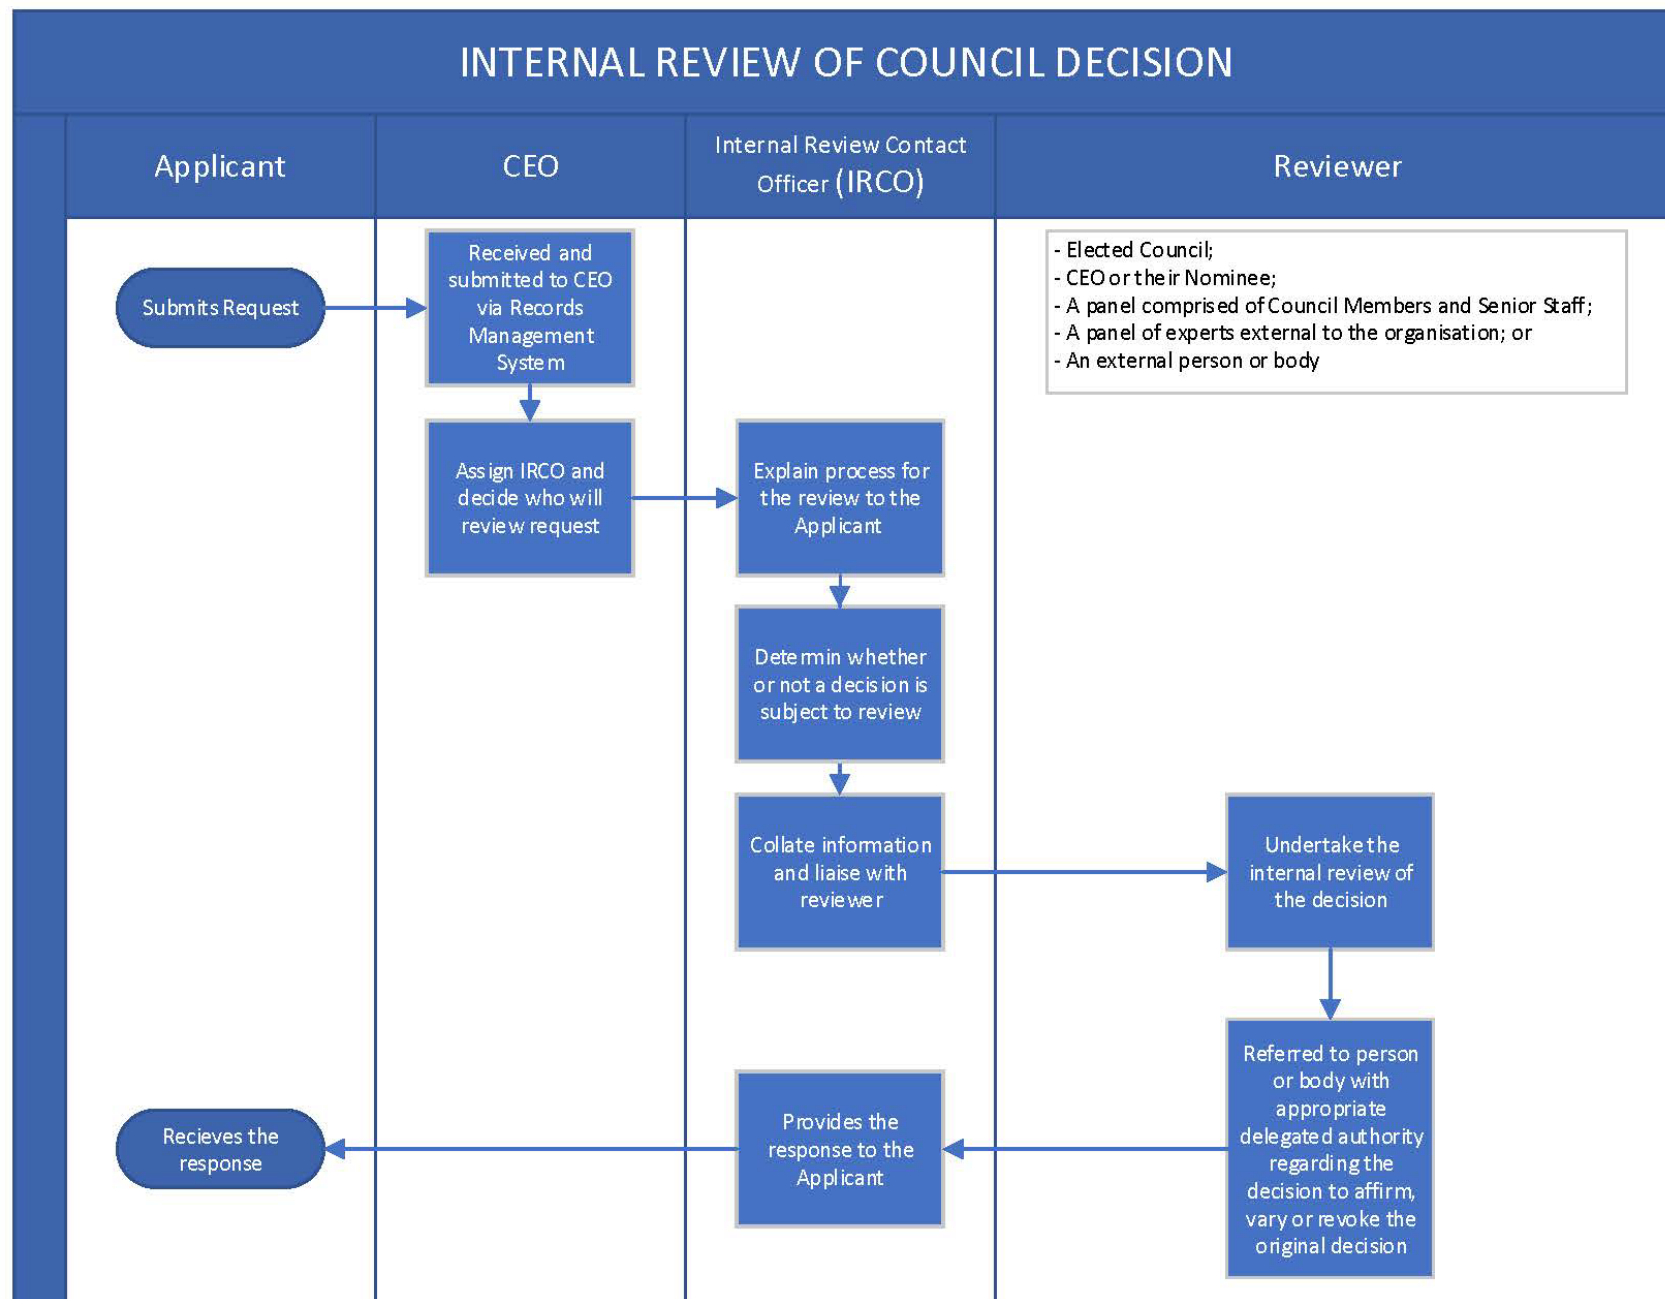 INTERNAL REVIEW OF COUNCIL DECISION
Applicant
CEO
Internal Review Contact
Officer (IRCO)
Reviewer
Submits Request
Received and
submitted to CEO
via Records
Management
System
- Elected Council;
- CEO or their Nominee;
- A panel comprised of Council Members and Senior Staff;
- A panel of experts external to the organisation; or
- An external person or body
Assign IRCO and
decide who will
review request
Explain process for
the review to the
Applicant
Determin whether
or not a decision is
subject to review
Collate information
and liaise with
reviewer
Undertake the
internal review of
the decision
Referred to person
or body with
appropriate
delegated authority
regarding the
decision to affirm,
vary or revoke the
original decision
Provides the
response to the
Applicant
Recieves the
response